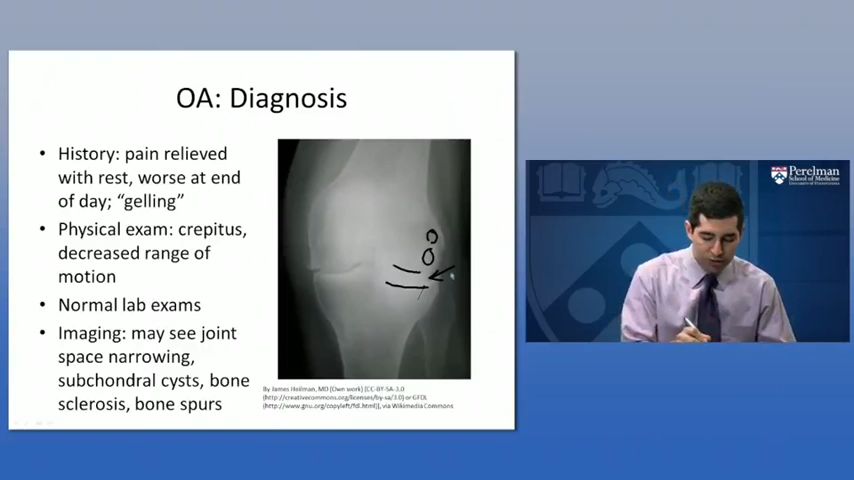 OA: Diagnosis
• History: pain relieved
with rest, worse at end
of day; “gelling”
• Physical exam: crepitus,
decreased range of
motion
• Normal lab exams
• Imaging: may see joint
space narrowing,
subchondral cysts, bone
sclerosis, bone spurs
By James Heilman, MD (Own work) [CC-BY-SA-3.0
(http://creativecommons.org/licenses/by-sa/3.0) or GFDL
(http://www.gnu.org/copyleft/fdl.html)], via Wikimedia Commons
Perelman
School of Medicine
University of Pennsylvania